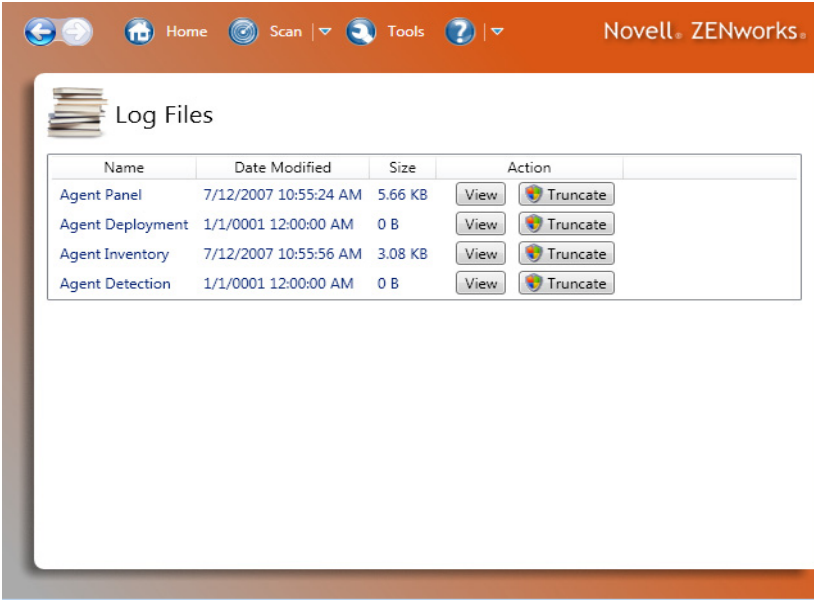 Home Scan Tools Novell® ZENworks®
Log Files
Name Date Modified Size Action
Agent Panel 7/12/2007 10:55:24 AM 5.66 KB View Truncate
Agent Deployment 1/1/0001 12:00:00 AM 0 B View Truncate
Agent Inventory 7/12/2007 10:55:56 AM 3.08 KB View Truncate
Agent Detection 1/1/0001 12:00:00 AM 0 B View Truncate